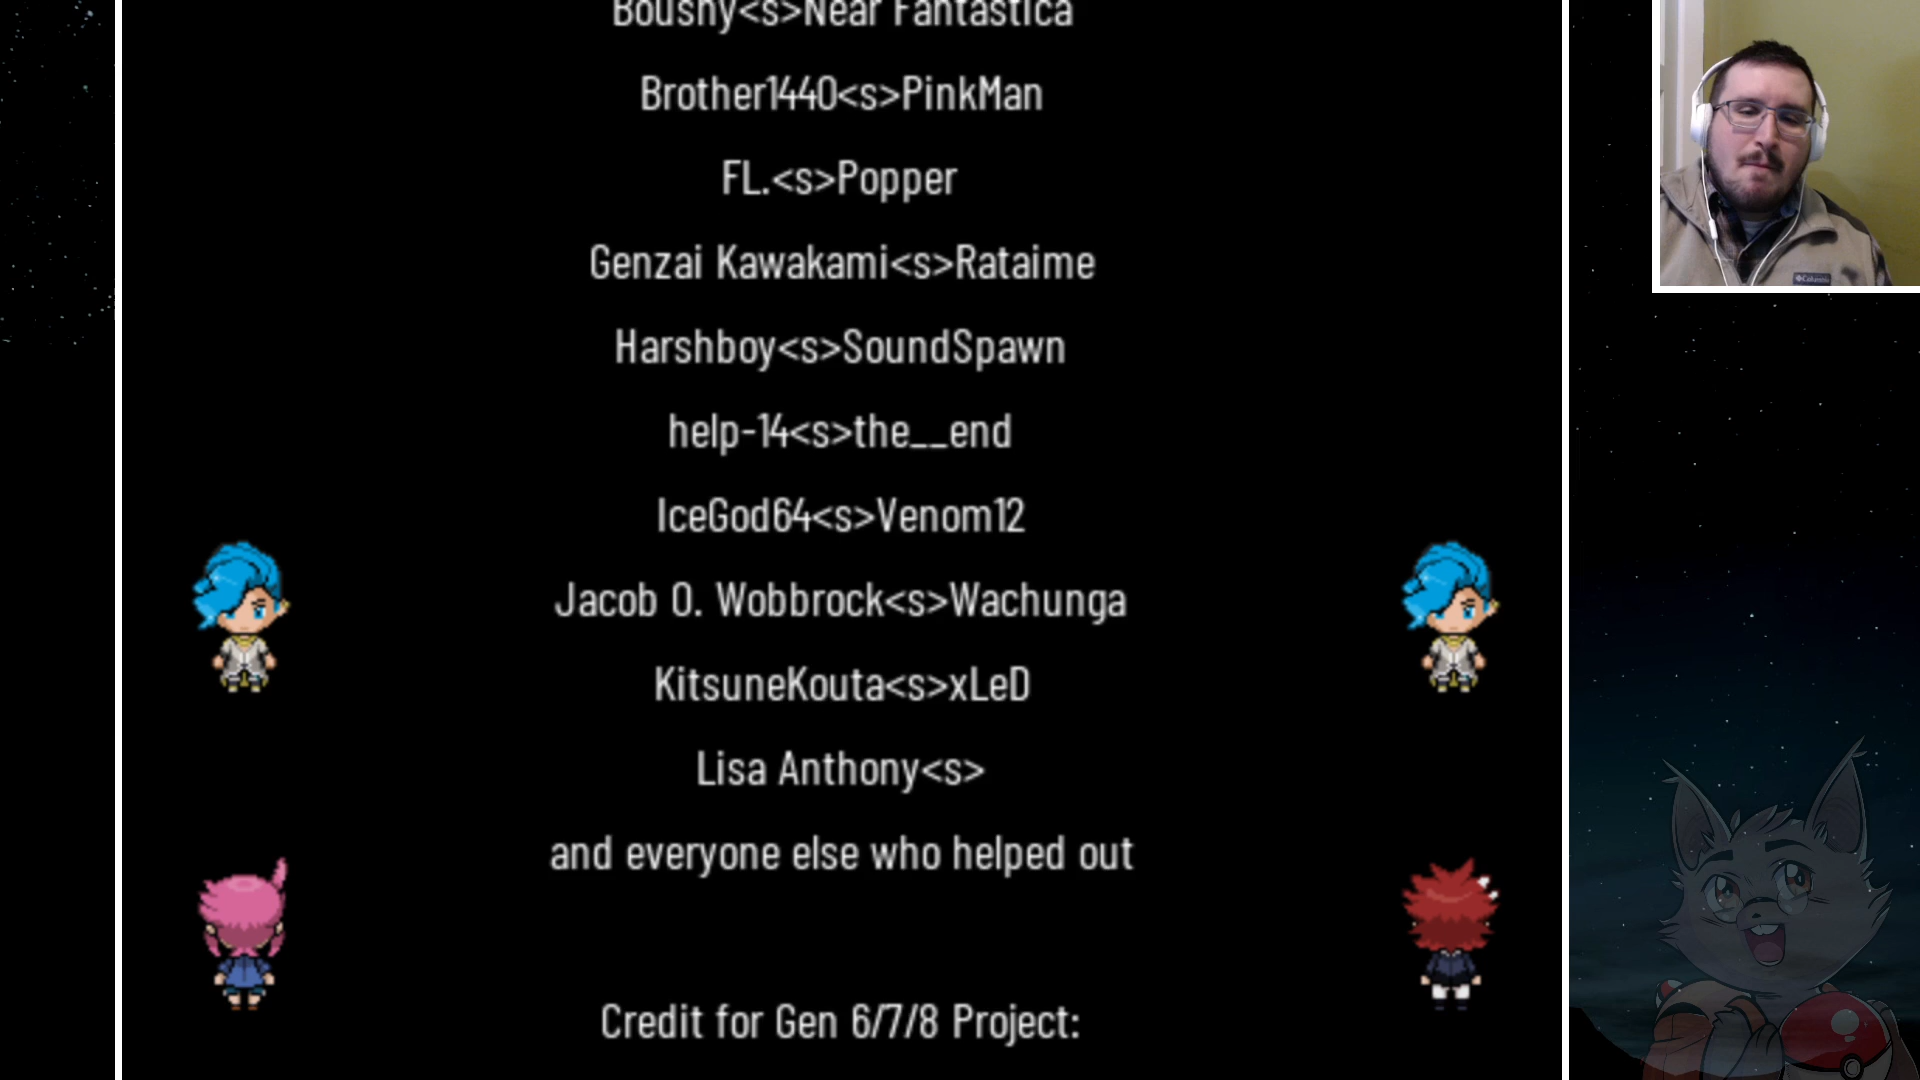 Boushy<s>Near Fantastica
Brother1440<s>PinkMan
FL.<s>Popper
Genzai Kawakami<s>Rataime
Harshboy<s>SoundSpawn
help-14<s>the__end
IceGod64<s>Venom12
Jacob O. Wobbrock<s>Wachunga
KitsuneKouta<s>xLeD
Lisa Anthony<s>
and everyone else who helped out
Credit for Gen 6/7/8 Project:
Columbia